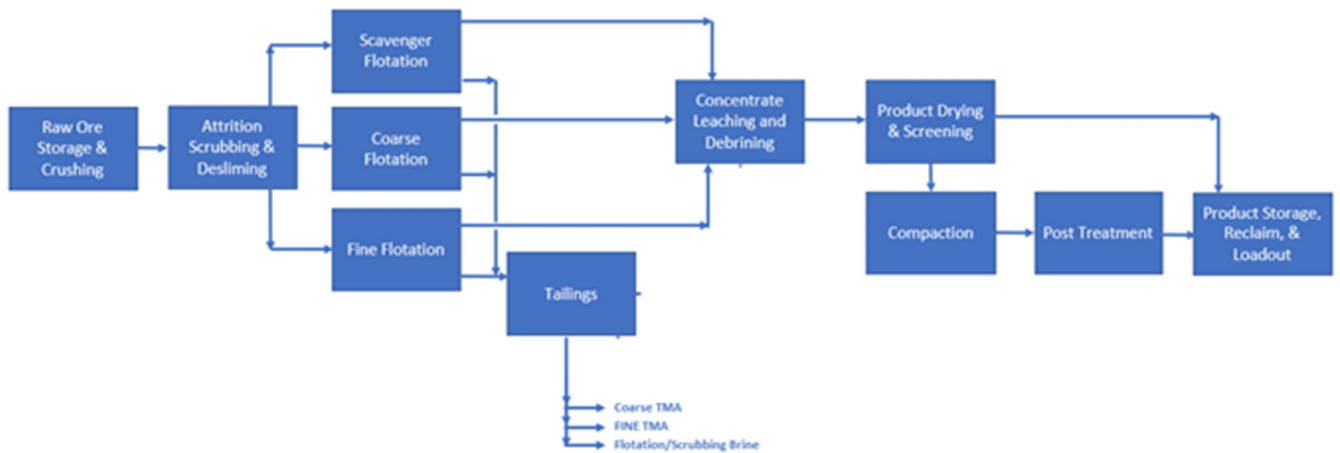 Raw Ore
Storage &
Crushing
Attrition
Scrubbing &
Desliming
Scavenger
Flotation
Coarse
Flotation
Fine Flotation
Tailings
Coarse TMA
FINE TMA
Flotation/Scrubbing Brine
Concentrate
Leaching and
Debrining
Product Drying
& Screening
Compaction
Post Treatment
Product Storage,
Reclaim, &
Loadout